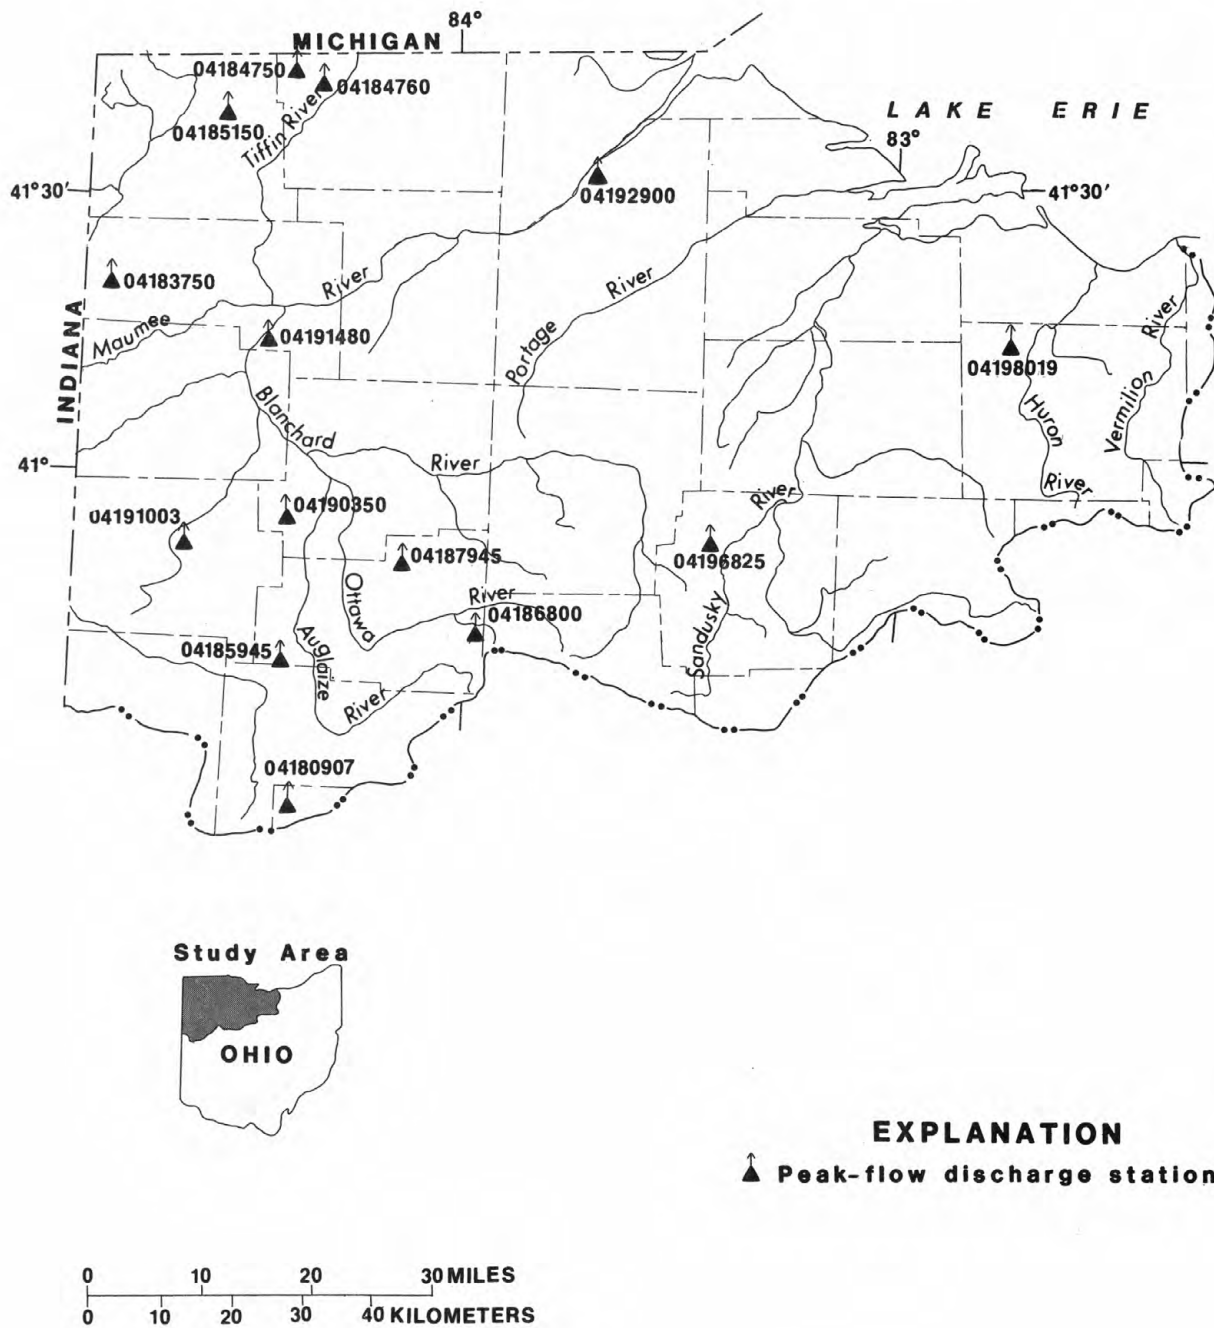 84°
MICHIGAN
04184750
04184760
04185150
Tiffin River
LAKE ERIE
83°
41°30'
04192900
41°30'
04183750
River
River
River
INDIANA
Maumee
04191480
Portage
04198019
Blanchard
Huron
Vermilion
41°
River
River
River
04191003
04190350
04187945
04196825
Ottawa
River
04186800
Sandusky
04185945
Auglaize
River
04180907
Study Area
OHIO
EXPLANATION
Peak-flow discharge station
0 10 20 30 MILES
0 10 20 30 40 KILOMETERS